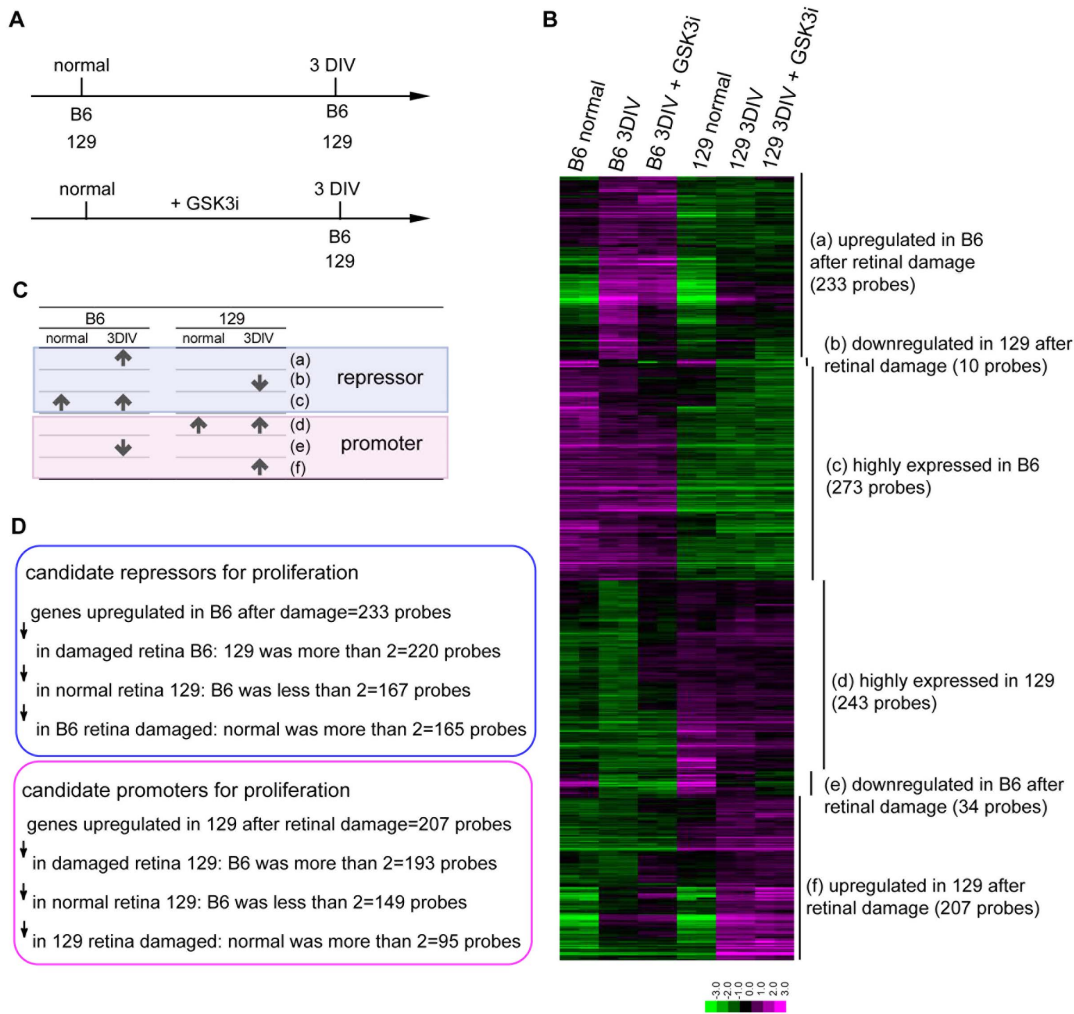 A
normal
3 DIV
B6
B6
129
129
normal
+ GSK3i
3 DIV
B6
129
B
B6 normal
B6 3DIV
B6 3DIV + GSK3i
129 normal
129 3DIV
129 3DIV + GSK3i
(a) upregulated in B6
after retinal damage
(233 probes)
(b) downregulated in 129 after
retinal damage (10 probes)
(c) highly expressed in B6
(273 probes)
(d) highly expressed in 129
(243 probes)
(e) downregulated in B6 after
retinal damage (34 probes)
(f) upregulated in 129 after
retinal damage (207 probes)
-3.0
-2.0
-1.0
0.0
1.0
2.0
3.0
C
B6
129
normal 3DIV
normal 3DIV
(a)
(b)
(c)
repressor
(d)
(e)
(f)
promoter
D
candidate repressors for proliferation
genes upregulated in B6 after damage=233 probes
in damaged retina B6: 129 was more than 2=220 probes
in normal retina 129: B6 was less than 2=167 probes
in B6 retina damaged: normal was more than 2=165 probes
candidate promoters for proliferation
genes upregulated in 129 after retinal damage=207 probes
in damaged retina 129: B6 was more than 2=193 probes
in normal retina 129: B6 was less than 2=149 probes
in 129 retina damaged: normal was more than 2=95 probes